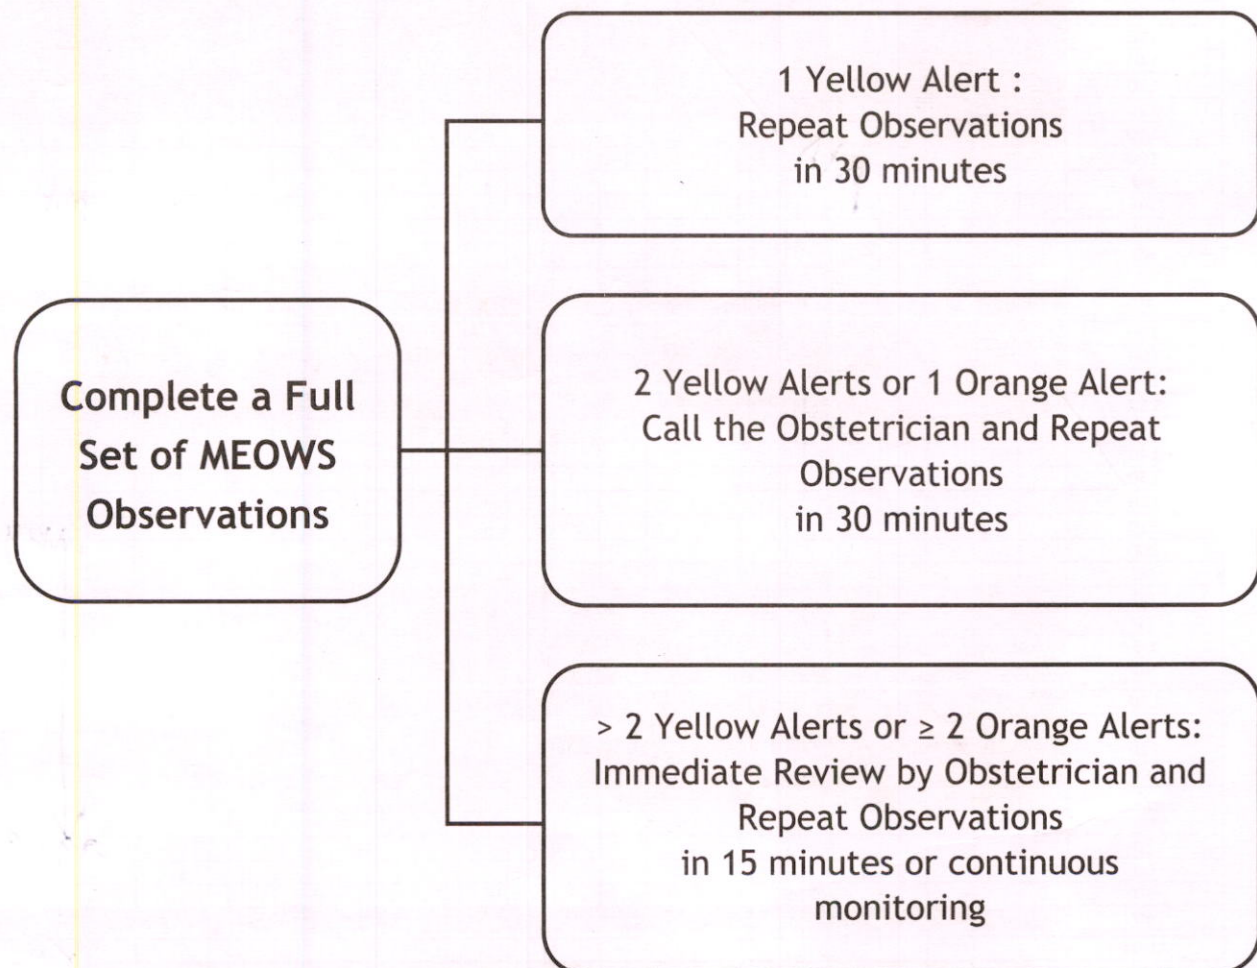 1 Yellow Alert :
Repeat Observations
in 30 minutes
Complete a Full
Set of MEOWS
Observations
2 Yellow Alerts or 1 Orange Alert:
Call the Obstetrician and Repeat
Observations
in 30 minutes
> 2 Yellow Alerts or ≥ 2 Orange Alerts:
Immediate Review by Obstetrician and
Repeat Observations
in 15 minutes or continuous
monitoring